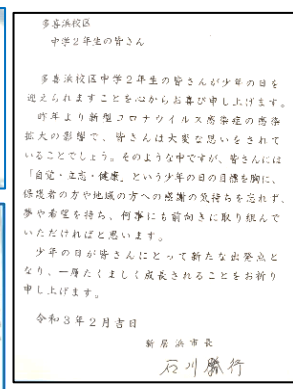 多喜浜校区
中学2年生の皆さん
多喜浜校区中学2年生の皆さんが少年の日を
迎えられますことを心からお喜び申し上げます。
昨年より新型コロナウイルス感染症の感染
拡大の影響で、皆さんは大変な思いをされて
いることでしょう。そのような中ですが、皆さんには
「自覚・立志・健康」という少年の日の目標を胸に、
保護者の方や地域の方への感謝の気持ちを忘れず、
夢や希望を持ち、何事にも前向きに取り組んで
いただければと思います。
少年の日が皆さんにとって新たな出発点と
なり、一層たくましく成長されることをお祈り
申し上げます。
令和3年2月吉日
新居浜市長
石川勝行